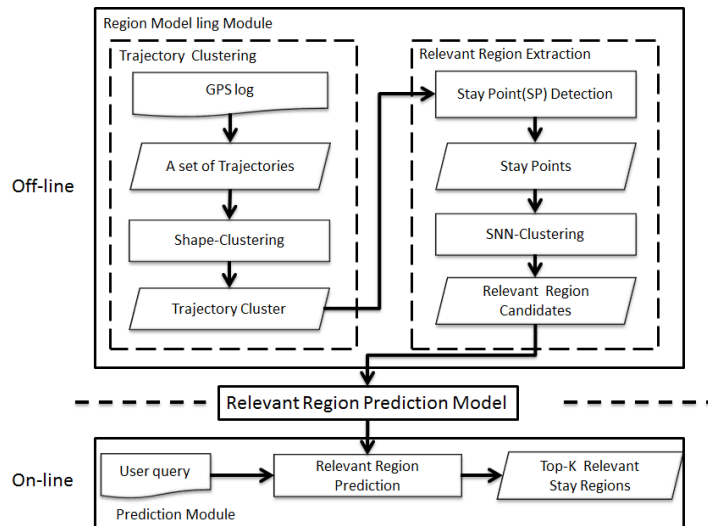 Region Model ling Module
Trajectory Clustering
GPS log
A set of Trajectories
Shape-Clustering
Trajectory Cluster
Relevant Region Extraction
Stay Point(SP) Detection
Stay Points
SNN-Clustering
Relevant Region
Candidates
Off-line
Relevant Region Prediction Model
On-line
User query
Relevant Region
Prediction
Top-K Relevant
Stay Regions
Prediction Module